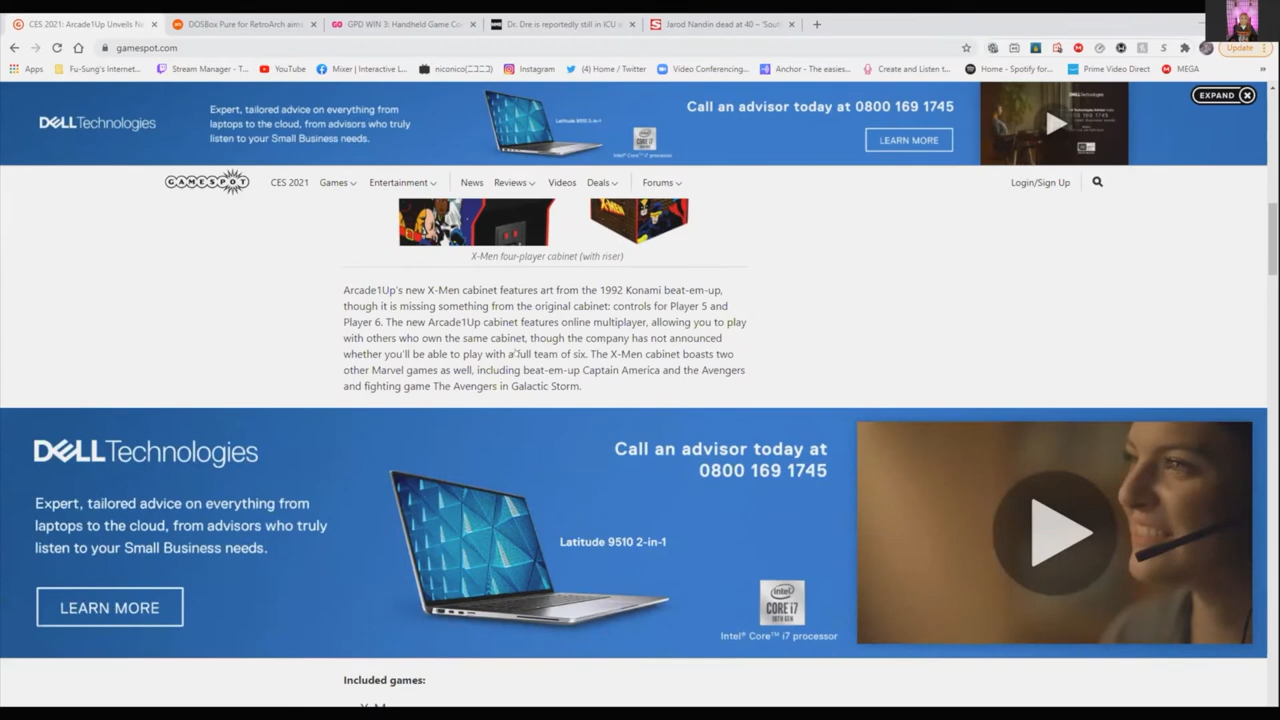 CES 2021: Arcade1Up Unveils Ne
DOSBox Pure for RetroArch aims
GPD WIN 3: Handheld Game Co
Dr. Dre is reportedly still in ICU
Jarod Nandin dead at 40 – 'Sout
gamespot.com
Update
Apps
Fu-Sung's Internet...
Stream Manager - T...
YouTube
Mixer | Interactive L...
niconico(ニコニコ)
Instagram
(4) Home / Twitter
Video Conferencing...
Anchor - The easies...
Create and Listen t...
Home - Spotify for...
Prime Video Direct
MEGA
»
DELLTechnologies
Expert, tailored advice on everything from
laptops to the cloud, from advisors who truly
listen to your Small Business needs.
Call an advisor today at 0800 169 1745
LEARN MORE
EXPAND
GAMESPOT
CES 2021
Games
Entertainment
News
Reviews
Videos
Deals
Forums
Login/Sign Up
X-MEN
X-Men four-player cabinet (with riser)
Arcade1Up's new X-Men cabinet features art from the 1992 Konami beat-em-up,
though it is missing something from the original cabinet: controls for Player 5 and
Player 6. The new Arcade1Up cabinet features online multiplayer, allowing you to play
with others who own the same cabinet, though the company has not announced
whether you'll be able to play with a full team of six. The X-Men cabinet boasts two
other Marvel games as well, including beat-em-up Captain America and the Avengers
and fighting game The Avengers in Galactic Storm.
DELLTechnologies
Expert, tailored advice on everything from
laptops to the cloud, from advisors who truly
listen to your Small Business needs.
LEARN MORE
Call an advisor today at
0800 169 1745
Latitude 9510 2-in-1
intel
CORE i7
10TH GEN
Intel® Core™ i7 processor
Included games:
X-M